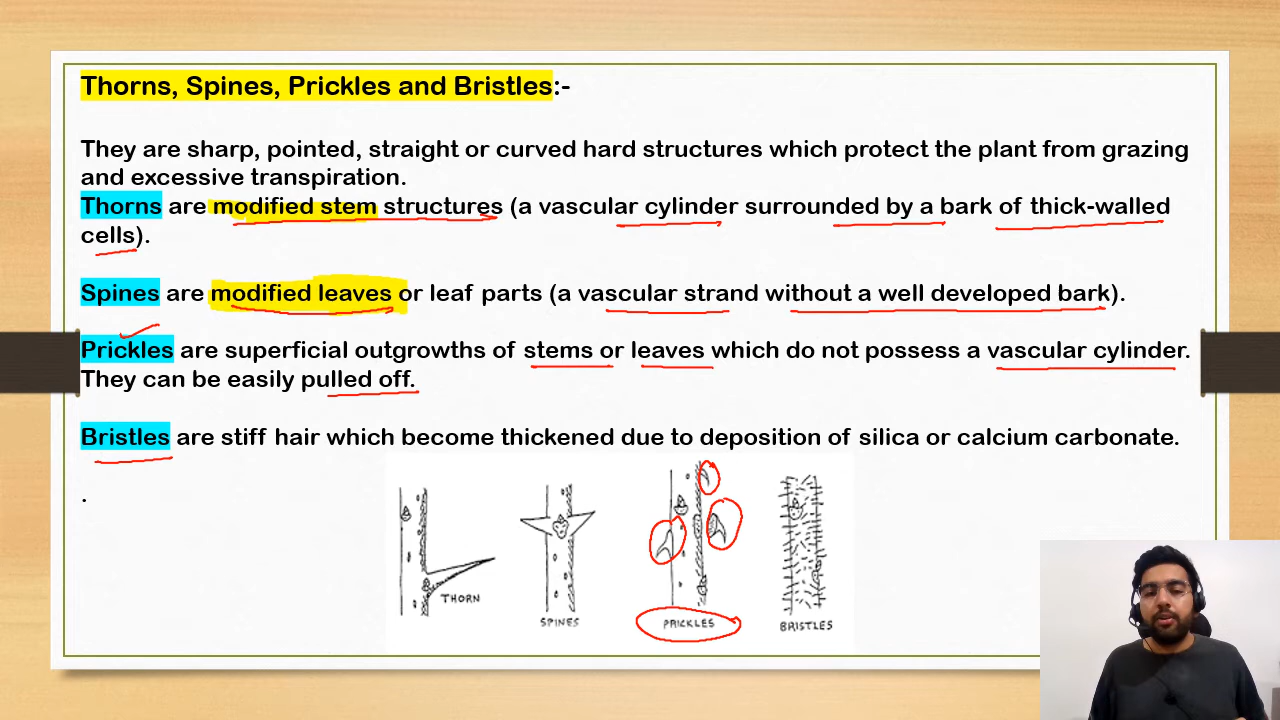 Thorns, Spines, Prickles and Bristles:-
They are sharp, pointed, straight or curved hard structures which protect the plant from grazing
and excessive transpiration.
Thorns are modified stem structures (a vascular cylinder surrounded by a bark of thick-walled
cells).
Spines are modified leaves or leaf parts (a vascular strand without a well developed bark).
Prickles are superficial outgrowths of stems or leaves which do not possess a vascular cylinder.
They can be easily pulled off.
Bristles are stiff hair which become thickened due to deposition of silica or calcium carbonate.
.
THORN
SPINES
PRICKLES
BRISTLES